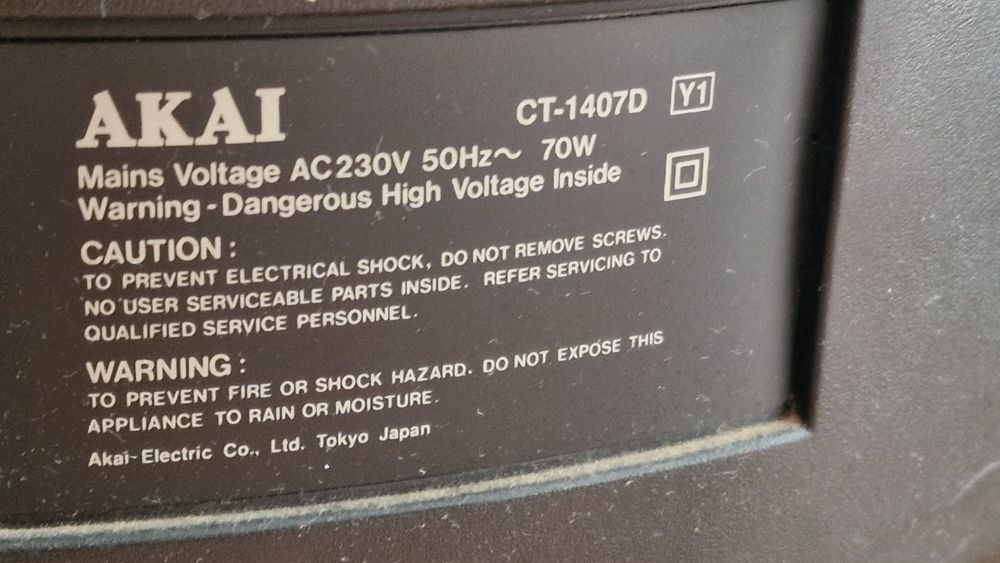 AKAI CT-1407D Y1
Mains Voltage AC230V 50Hz~ 70W
Warning - Dangerous High Voltage Inside
CAUTION :
TO PREVENT ELECTRICAL SHOCK, DO NOT REMOVE SCREWS.
NO USER SERVICEABLE PARTS INSIDE. REFER SERVICING TO
QUALIFIED SERVICE PERSONNEL.
WARNING :
TO PREVENT FIRE OR SHOCK HAZARD. DO NOT EXPOSE THIS
APPLIANCE TO RAIN OR MOISTURE.
Akai-Electric Co., Ltd. Tokyo Japan